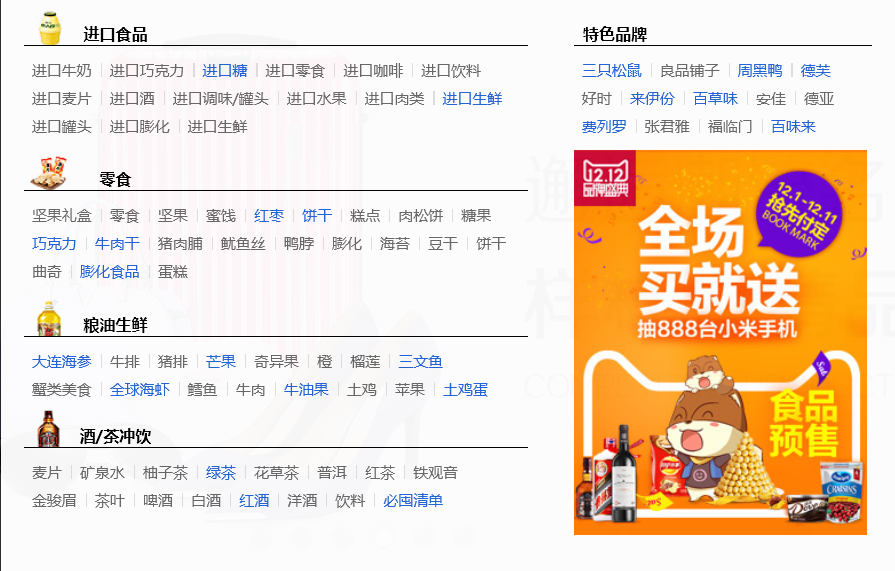 进口食品
进口牛奶 进口巧克力 进口糖 进口零食 进口咖啡 进口饮料
进口麦片 进口酒 进口调味/罐头 进口水果 进口肉类 进口生鲜
进口罐头 进口膨化 进口生鲜
零食
坚果礼盒 零食 坚果 蜜饯 红枣 饼干 糕点 肉松饼 糖果
巧克力 牛肉干 猪肉脯 鱿鱼丝 鸭脖 膨化 海苔 豆干 饼干
曲奇 膨化食品 蛋糕
粮油生鲜
大连海参 牛排 猪排 芒果 奇异果 橙 榴莲 三文鱼
蟹类美食 全球海虾 鳕鱼 牛肉 牛油果 土鸡 苹果 土鸡蛋
酒/茶冲饮
麦片 矿泉水 柚子茶 绿茶 花草茶 普洱 红茶 铁观音
金骏眉 茶叶 啤酒 白酒 红酒 洋酒 饮料 必囤清单
特色品牌
三只松鼠 良品铺子 周黑鸭 德芙
好时 来伊份 百草味 安佳 德亚
费列罗 张君雅 福临门 百味来
12.12
品牌盛典
12.1-12.11
抢先付定
BOOK MARK
全场
买就送
抽888台小米手机
Sale
食品
预售
Dove
CRAISINS